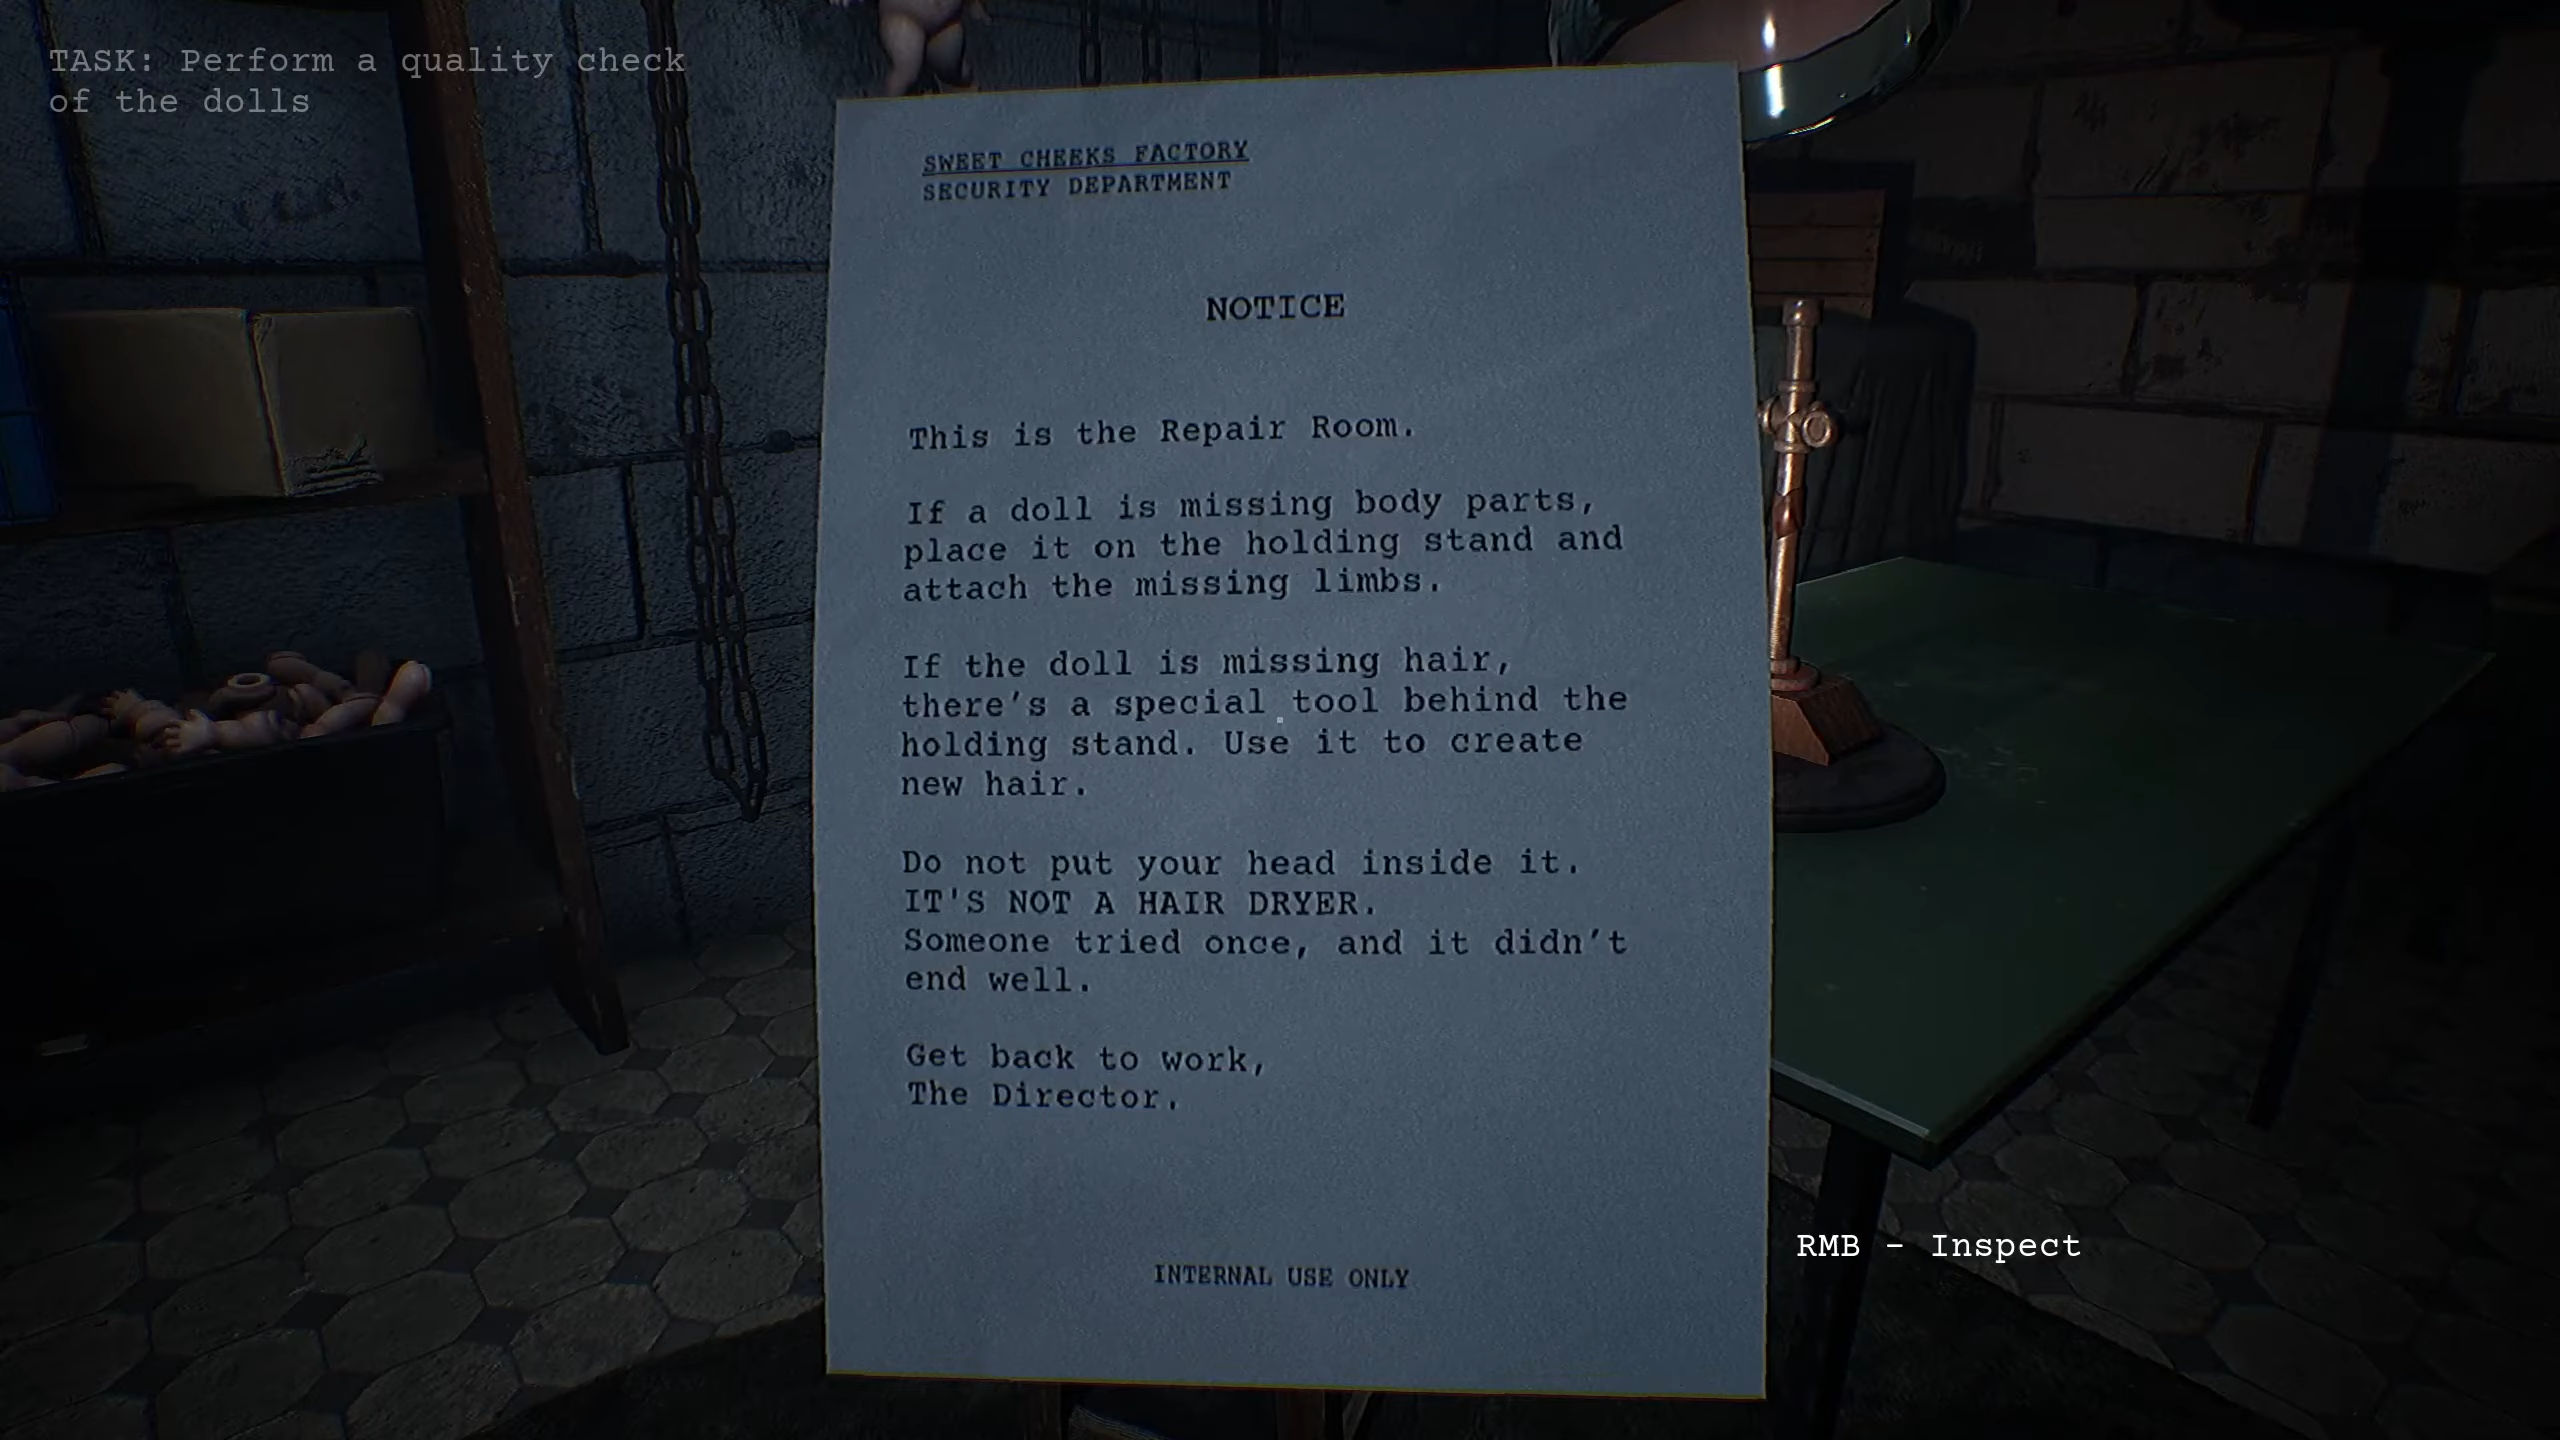 TASK: Perform a quality check
of the dolls
SWEET CHEEKS FACTORY
SECURITY DEPARTMENT
NOTICE
This is the Repair Room.
If a doll is missing body parts,
place it on the holding stand and
attach the missing limbs.
If the doll is missing hair,
there's a special tool behind the
holding stand. Use it to create
new hair.
Do not put your head inside it.
IT'S NOT A HAIR DRYER.
Someone tried once, and it didn't
end well.
Get back to work,
The Director.
RMB - Inspect
INTERNAL USE ONLY